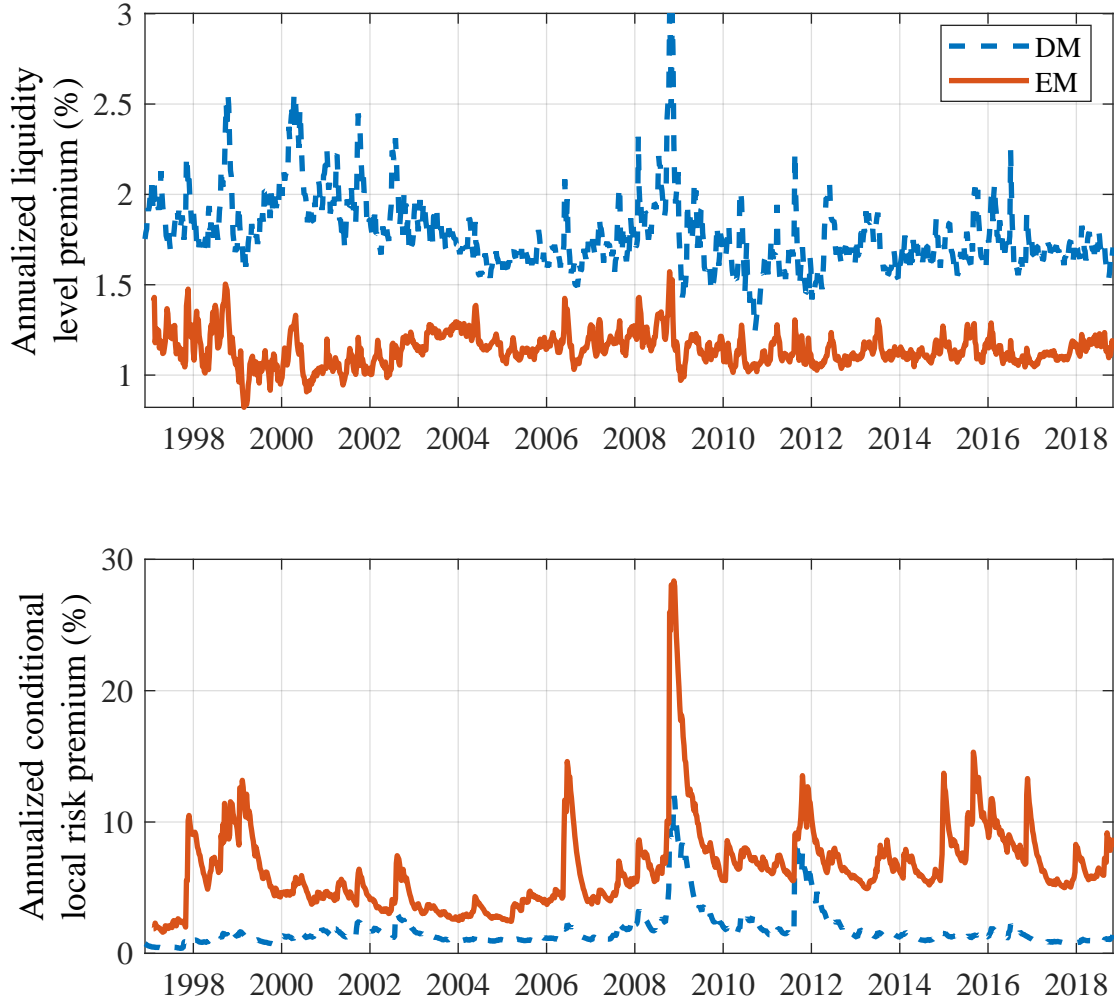 3
2.5
2
1.5
1
Annualized liquidity
level premium (%)
DM
EM
1998 2000 2002 2004 2006 2008 2010 2012 2014 2016 2018
30
20
10
0
Annualized conditional
local risk premium (%)
1998 2000 2002 2004 2006 2008 2010 2012 2014 2016 2018